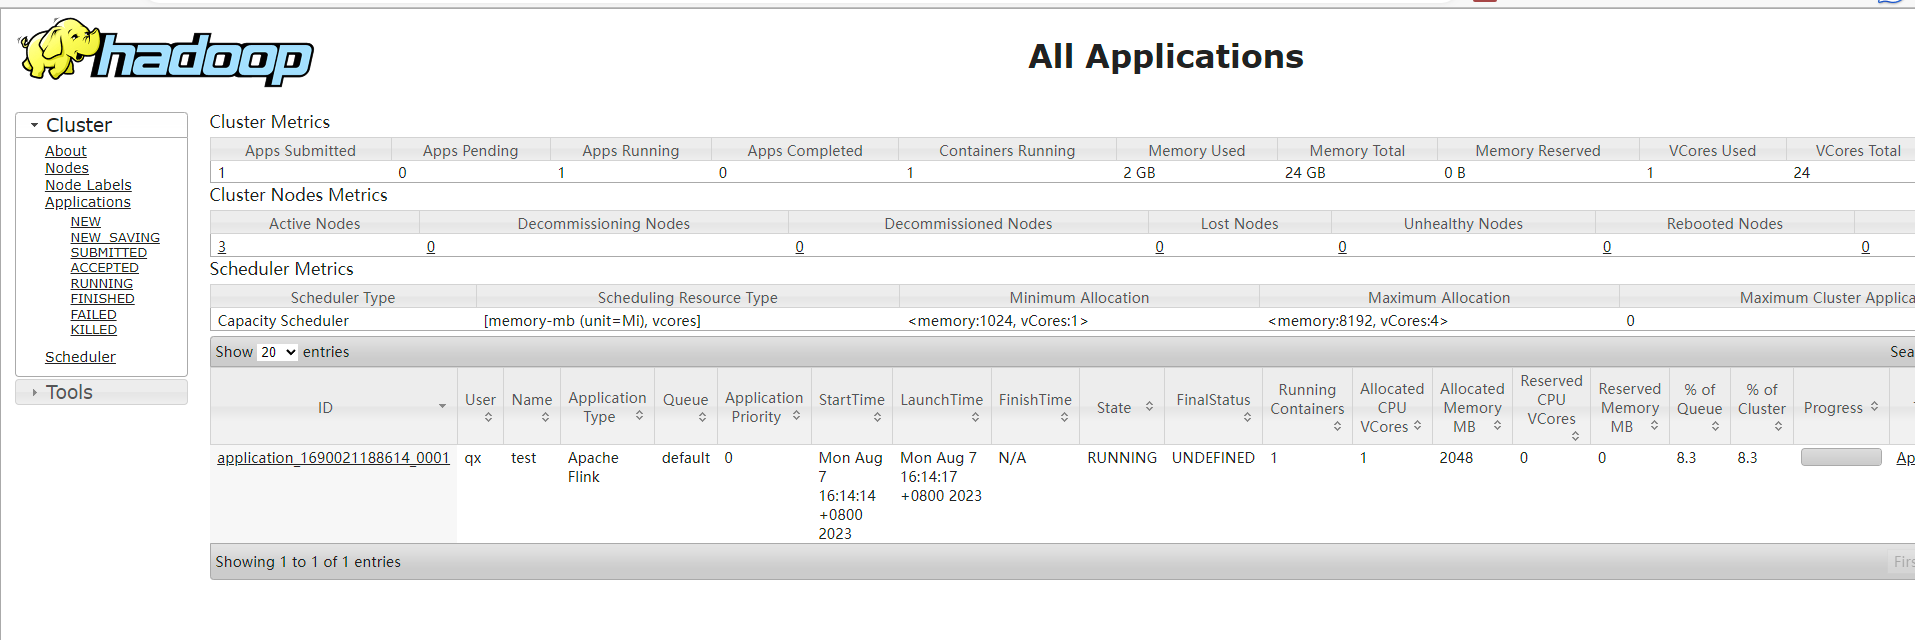 hadoop
All Applications
Cluster
About
Nodes
Node Labels
Applications
NEW
NEW_SAVING
SUBMITTED
ACCEPTED
RUNNING
FINISHED
FAILED
KILLED
Scheduler
Tools
Cluster Metrics
Apps Submitted Apps Pending Apps Running Apps Completed Containers Running Memory Used Memory Total Memory Reserved VCores Used VCores Total
1 0 1 0 1 2 GB 24 GB 0 B 1 24
Cluster Nodes Metrics
Active Nodes Decommissioning Nodes Decommissioned Nodes Lost Nodes Unhealthy Nodes Rebooted Nodes
3 0 0 0 0 0 0
Scheduler Metrics
Scheduler Type Scheduling Resource Type Minimum Allocation Maximum Allocation Maximum Cluster Applica
Capacity Scheduler [memory-mb (unit=Mi), vcores] <memory:1024, vCores:1> <memory:8192, vCores:4> 0
Show 20 entries Sea
ID User Name Application Type Queue Application Priority StartTime LaunchTime FinishTime State FinalStatus Running Containers Allocated CPU VCores Allocated Memory MB Reserved CPU VCores Reserved Memory MB % of Queue % of Cluster Progress
application_1690021188614_0001 qx test Apache Flink default 0 Mon Aug 7 16:14:14 +0800 2023 Mon Aug 7 16:14:17 +0800 2023 N/A RUNNING UNDEFINED 1 1 2048 0 0 8.3 8.3 Ap
Showing 1 to 1 of 1 entries Firs